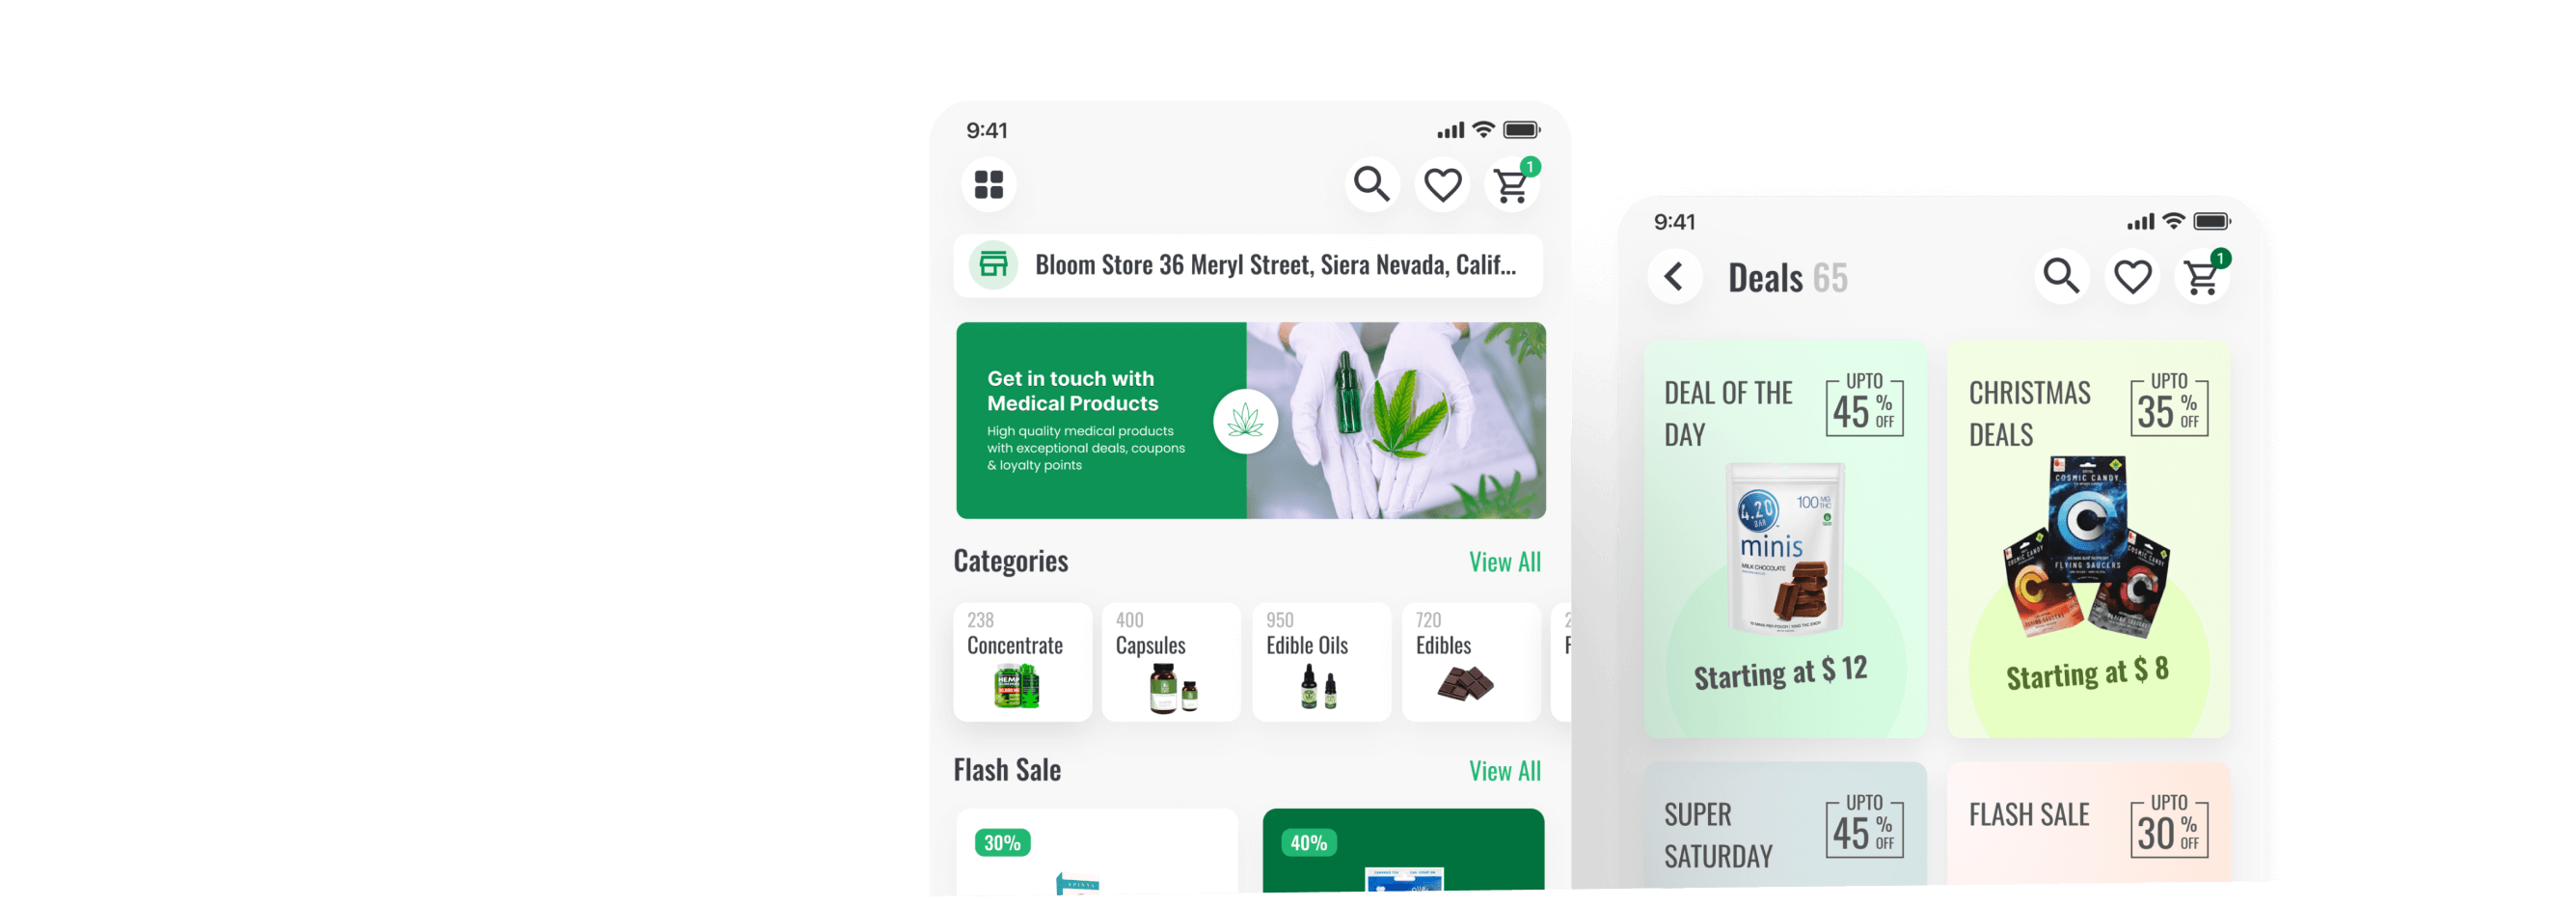 9:41
1
Bloom Store 36 Meryl Street, Siera Nevada, Calif...
Get in touch with
Medical Products
High quality medical products
with exceptional deals, coupons
& loyalty points
Categories
View All
238
Concentrate
HEMP
400
Capsules
950
Edible Oils
720
Edibles
Flash Sale
View All
30%
40%
9:41
Deals 65
1
DEAL OF THE
DAY
UPTO
45 %
OFF
4.20
BAR
100 MG
THC
minis
MILK CHOCOLATE
Starting at $ 12
CHRISTMAS
DEALS
UPTO
35 %
OFF
COSMIC CANDY
FLYING SAUCERS
Starting at $ 8
SUPER
SATURDAY
UPTO
45 %
OFF
FLASH SALE
UPTO
30 %
OFF